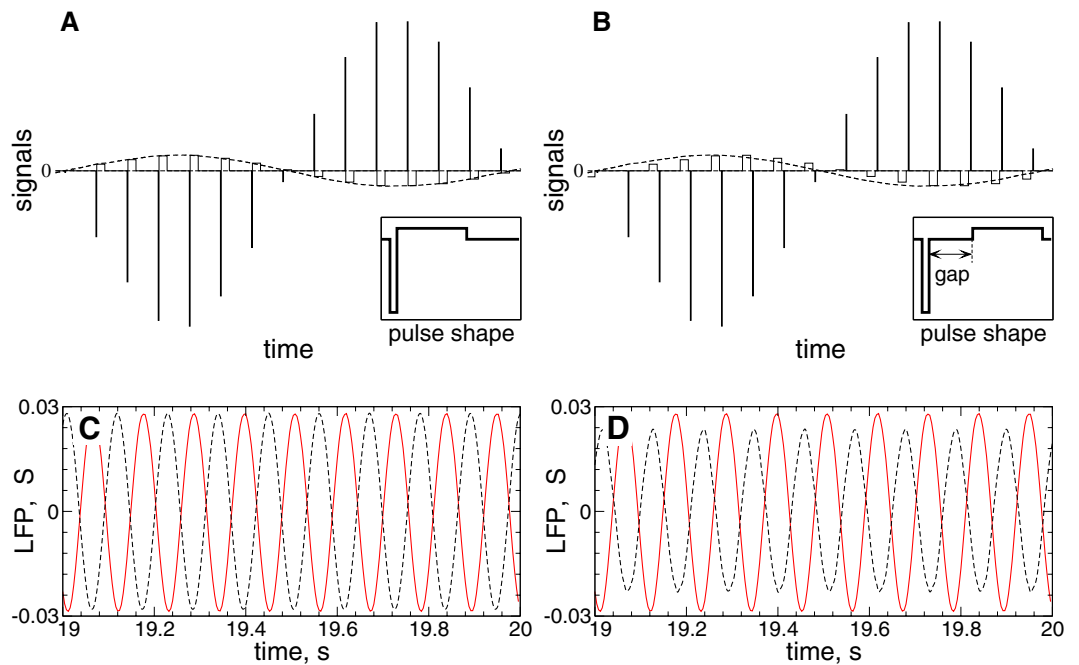 A
signals
0
pulse shape
time
B
signals
0
gap
pulse shape
time
C
LFP, S
0.03
0
-0.03
19
19.2
19.4
19.6
19.8
20
time, s
D
LFP, S
0.03
0
-0.03
19
19.2
19.4
19.6
19.8
20
time, s